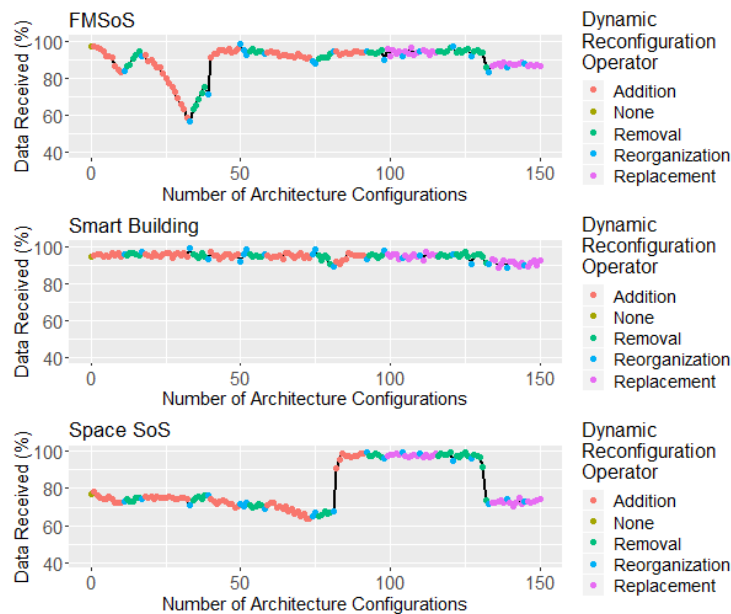 FMSoS
Data Received (%)
100
80
60
40
0
50
100
150
Number of Architecture Configurations
Dynamic
Reconfiguration
Operator
Addition
None
Removal
Reorganization
Replacement
Smart Building
Data Received (%)
100
80
60
40
0
50
100
150
Number of Architecture Configurations
Dynamic
Reconfiguration
Operator
Addition
None
Removal
Reorganization
Replacement
Space SoS
Data Received (%)
100
80
60
40
0
50
100
150
Number of Architecture Configurations
Dynamic
Reconfiguration
Operator
Addition
None
Removal
Reorganization
Replacement